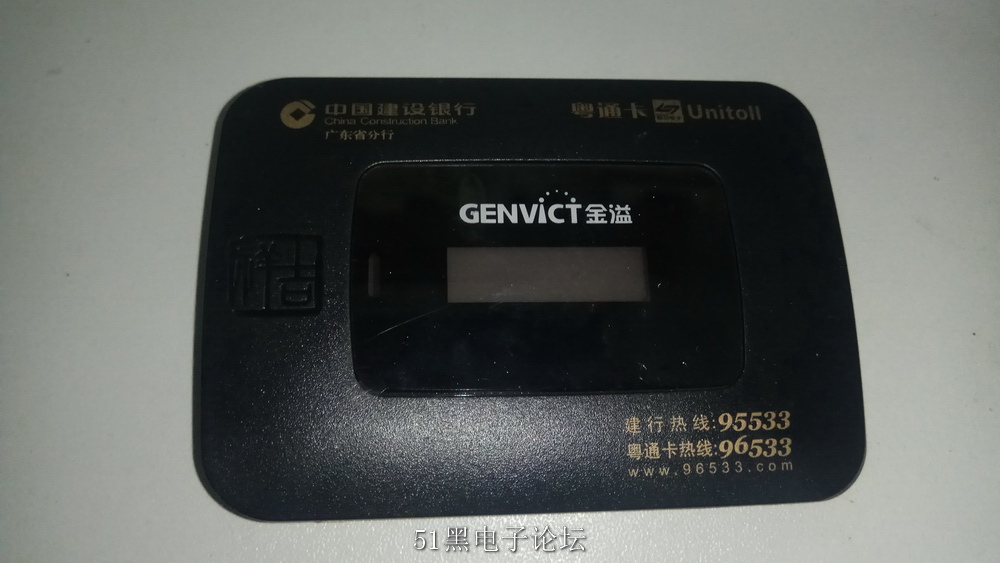 中国建设银行
China Construction Bank
广东省分行
粤通卡 Unitoll
GENVICT金溢
吉祥
建行热线:95533
粤通卡热线:96533
www.96533.com
51黑电子论坛